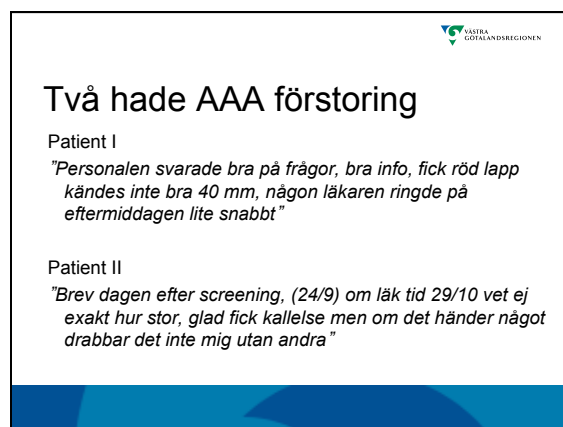 VÄSTRA
GÖTALANDSREGIONEN
Två hade AAA förstoring
Patient I
”Personalen svarade bra på frågor, bra info, fick röd lapp
kändes inte bra 40 mm, någon läkaren ringde på
eftermiddagen lite snabbt”
Patient II
”Brev dagen efter screening, (24/9) om läk tid 29/10 vet ej
exakt hur stor, glad fick kallelse men om det händer något
drabbar det inte mig utan andra”